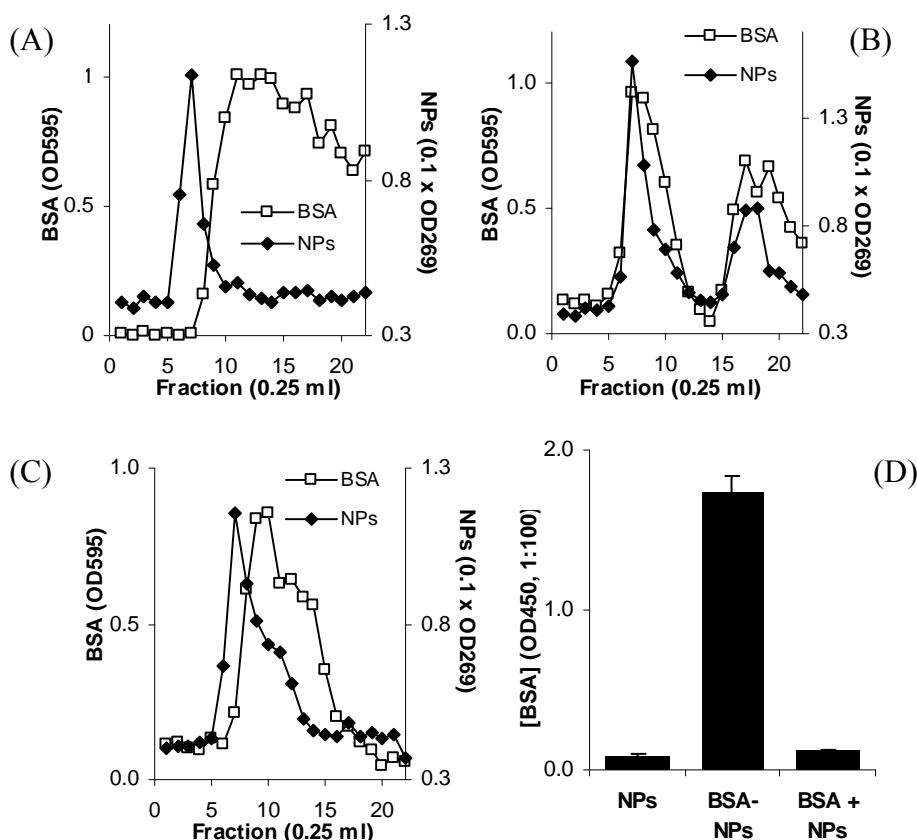 (A)
BSA (OD595)
1
0.5
0
1.3
0.8
0.3
NPs (0.1 x OD269)
BSA
NPs
0 5 10 15 20
Fraction (0.25 ml)
(B)
BSA (OD595)
1.0
0.5
0.0
BSA
NPs
1.3
0.8
0.3
NPs (0.1 x OD269)
0 5 10 15 20
Fraction (0.25 ml)
(C)
BSA (OD595)
1.0
0.5
0.0
BSA
NPs
1.3
0.8
0.3
NPs (0.1 x OD269)
0 5 10 15 20
Fraction (0.25 ml)
(D)
[BSA] (OD450, 1:100]
2.0
1.0
0.0
NPs
BSA-
NPs
BSA +
NPs